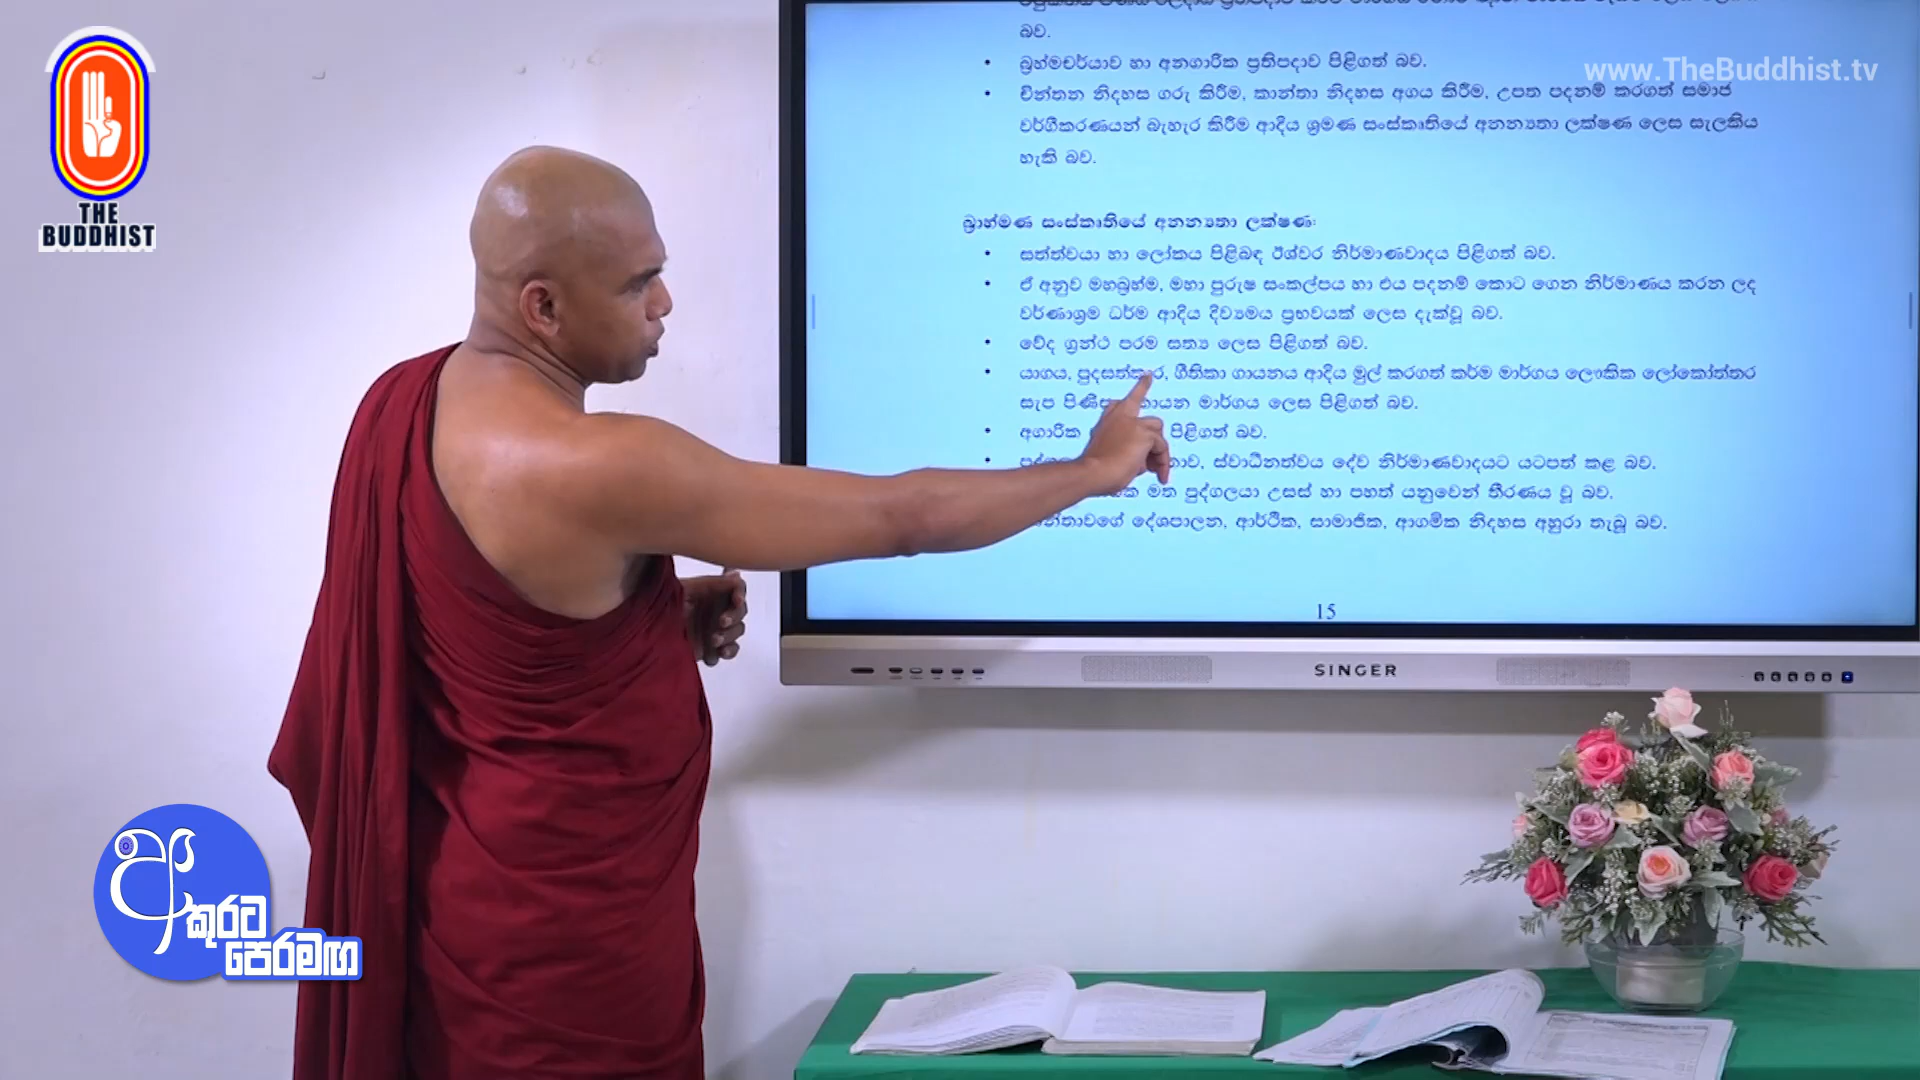 බව.
• බ්‍රහ්මචර්යාව හා අනගාරික ප්‍රතිපදාව පිළිගත් බව.
• චින්තන නිදහස ගරු කිරීම, කාන්තා නිදහස අගය කිරීම, උපත පදනම් කරගත් සමාජ
වර්ගීකරණයන් බැහැර කිරීම ආදිය ශ්‍රමණ සංස්කෘතියේ අනන්‍යතා ලක්ෂණ ලෙස සැලකිය
හැකි බව.
බ්‍රාහ්මණ සංස්කෘතියේ අනන්‍යතා ලක්ෂණ:
• සත්ත්වයා හා ලෝකය පිළිබඳ ඊශ්වර නිර්මාණවාදය පිළිගත් බව.
• ඒ අනුව මහබ්‍රහ්ම, මහා පුරුෂ සංකල්පය හා එය පදනම් කොට ගෙන නිර්මාණය කරන ලද
වර්ණාශ්‍රම ධර්ම ආදිය දිව්‍යමය ප්‍රභවයක් ලෙස දැක්වූ බව.
• වේද ග්‍රන්ථ පරම සත්‍ය ලෙස පිළිගත් බව.
• යාගය, පුදසත්කාර, ගීතිකා ගායනය ආදිය මුල් කරගත් කර්ම මාර්ගය ලෞකික ලෝකෝත්තර
සැප පිණිස මාර්ගය ලෙස පිළිගත් බව.
• අගාරික පිළිගත් බව.
• ස්වාධීනත්වය දේව නිර්මාණවාදයට යටපත් කළ බව.
මත පුද්ගලයා උසස් හා පහත් යනුවෙන් තීරණය වූ බව.
දේශපාලන, ආර්ථික, සාමාජික, ආගමික නිදහස අහුරා තැබූ බව.
15
SINGER
www.TheBuddhist.tv
THE
BUDDHIST
අකුරට
පෙරමඟ